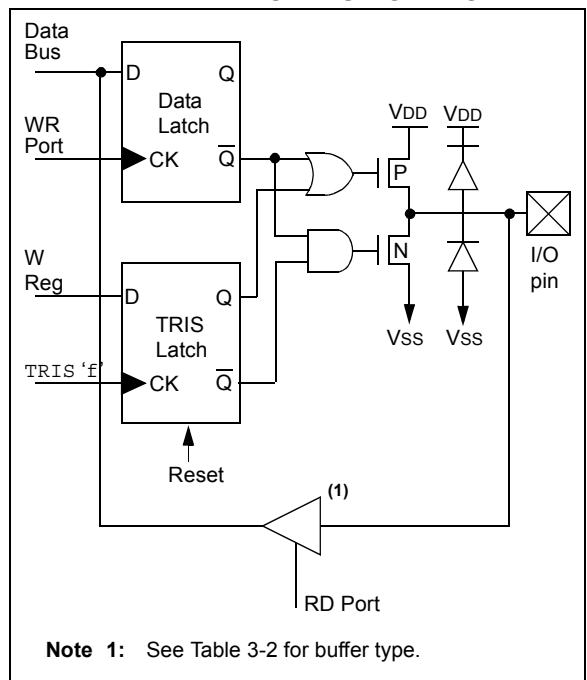 Data
Bus
D
Q
Data
Latch
WR
Port
CK
Q
VDD
VDD
P
N
I/O
pin
W
Reg
D
Q
TRIS
Latch
VSS
VSS
TRIS 'f'
CK
Q
Reset
(1)
RD Port
Note 1: See Table 3-2 for buffer type.